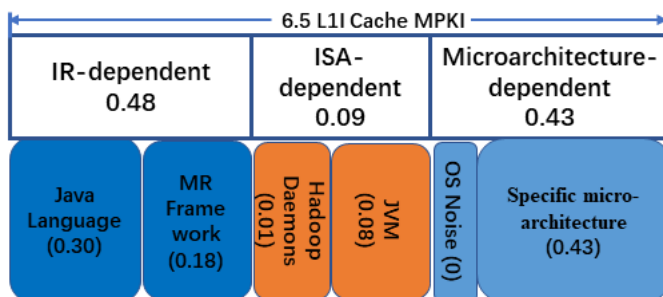 6.5 L1I Cache MPKI
IR-dependent
0.48
ISA-
dependent
0.09
Microarchitecture-
dependent
0.43
Java
Language
(0.30)
MR
Frame
work
(0.18)
Hadoop
Daemons
(0.01)
JVM
(0.08)
OS Noise (0)
Specific micro-
architecture
(0.43)